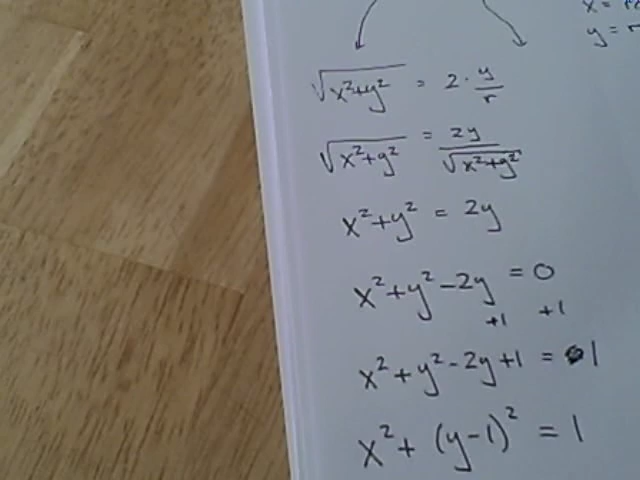 x =
y = r
√(x²+y²) = 2 · y/r
√(x²+y²) = 2y/√(x²+y²)
x²+y² = 2y
x²+y²-2y = 0
+1 +1
x²+y²-2y+1 = 1
x²+(y-1)² = 1